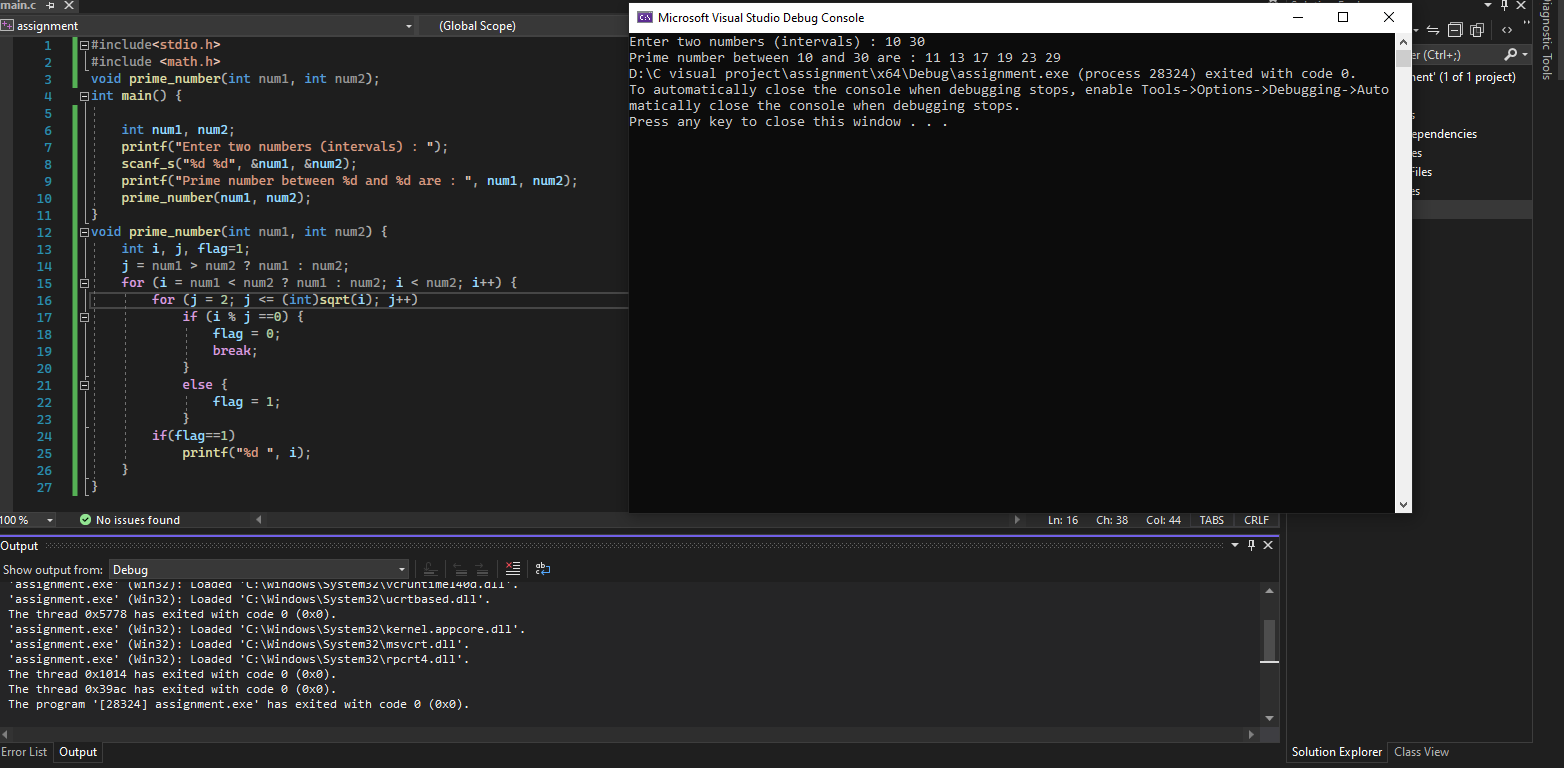 main.c
assignment
(Global Scope)
1 #include<stdio.h>
2 #include <math.h>
3 void prime_number(int num1, int num2);
4 int main() {
5
6 int num1, num2;
7 printf("Enter two numbers (intervals) : ");
8 scanf_s("%d %d", &num1, &num2);
9 printf("Prime number between %d and %d are : ", num1, num2);
10 prime_number(num1, num2);
11 }
12 void prime_number(int num1, int num2) {
13 int i, j, flag=1;
14 j = num1 > num2 ? num1 : num2;
15 for (i = num1 < num2 ? num1 : num2; i < num2; i++) {
16 for (j = 2; j <= (int)sqrt(i); j++)
17 if (i % j ==0) {
18 flag = 0;
19 break;
20 }
21 else {
22 flag = 1;
23 }
24 if(flag==1)
25 printf("%d ", i);
26 }
27 }
Microsoft Visual Studio Debug Console
Enter two numbers (intervals) : 10 30
Prime number between 10 and 30 are : 11 13 17 19 23 29
D:\C visual project\assignment\x64\Debug\assignment.exe (process 28324) exited with code 0.
To automatically close the console when debugging stops, enable Tools->Options->Debugging->Auto
matically close the console when debugging stops.
Press any key to close this window . . .
er (Ctrl+;)
nent' (1 of 1 project)
s
ependencies
es
Files
es
Diagnostic Tools
100 %
No issues found
Ln: 16 Ch: 38 Col: 44 TABS CRLF
Output
Show output from: Debug
'assignment.exe' (Win32): Loaded 'C:\Windows\System32\vcruntime140d.dll'.
'assignment.exe' (Win32): Loaded 'C:\Windows\System32\ucrtbased.dll'.
The thread 0x5778 has exited with code 0 (0x0).
'assignment.exe' (Win32): Loaded 'C:\Windows\System32\kernel.appcore.dll'.
'assignment.exe' (Win32): Loaded 'C:\Windows\System32\msvcrt.dll'.
'assignment.exe' (Win32): Loaded 'C:\Windows\System32\rpcrt4.dll'.
The thread 0x1014 has exited with code 0 (0x0).
The thread 0x39ac has exited with code 0 (0x0).
The program '[28324] assignment.exe' has exited with code 0 (0x0).
Error List Output
Solution Explorer Class View